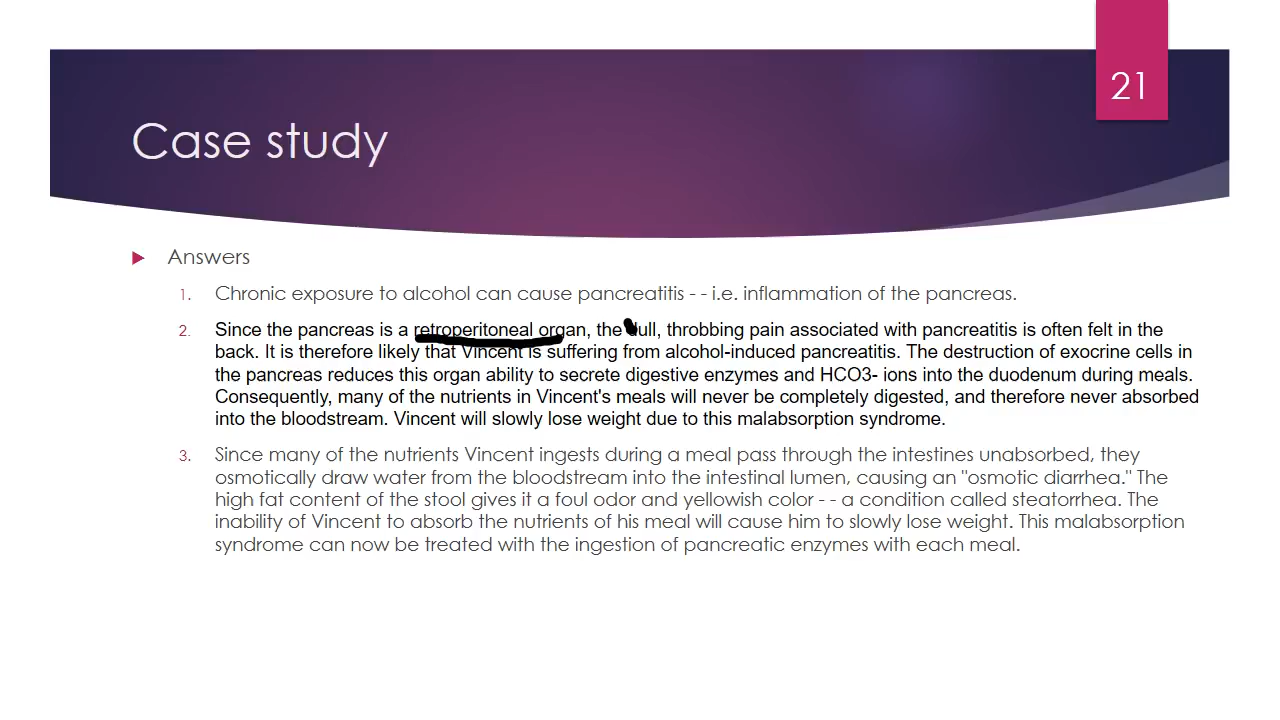 21
Case study
Answers
1. Chronic exposure to alcohol can cause pancreatitis - - i.e. inflammation of the pancreas.
2. Since the pancreas is a retroperitoneal organ, the dull, throbbing pain associated with pancreatitis is often felt in the
back. It is therefore likely that Vincent is suffering from alcohol-induced pancreatitis. The destruction of exocrine cells in
the pancreas reduces this organ ability to secrete digestive enzymes and HCO3- ions into the duodenum during meals.
Consequently, many of the nutrients in Vincent's meals will never be completely digested, and therefore never absorbed
into the bloodstream. Vincent will slowly lose weight due to this malabsorption syndrome.
3. Since many of the nutrients Vincent ingests during a meal pass through the intestines unabsorbed, they
osmotically draw water from the bloodstream into the intestinal lumen, causing an "osmotic diarrhea." The
high fat content of the stool gives it a foul odor and yellowish color - - a condition called steatorrhea. The
inability of Vincent to absorb the nutrients of his meal will cause him to slowly lose weight. This malabsorption
syndrome can now be treated with the ingestion of pancreatic enzymes with each meal.